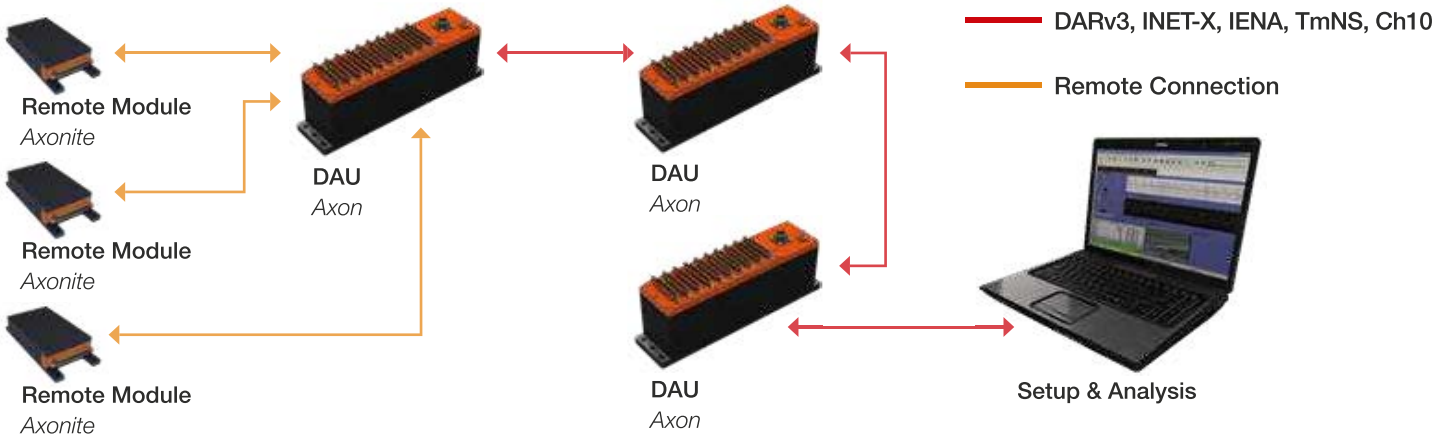 DARv3, INET-X, IENA, TmNS, Ch10
Remote Connection
Remote Module
Axonite
DAU
Axon
DAU
Axon
Remote Module
Axonite
Remote Module
Axonite
DAU
Axon
Setup & Analysis